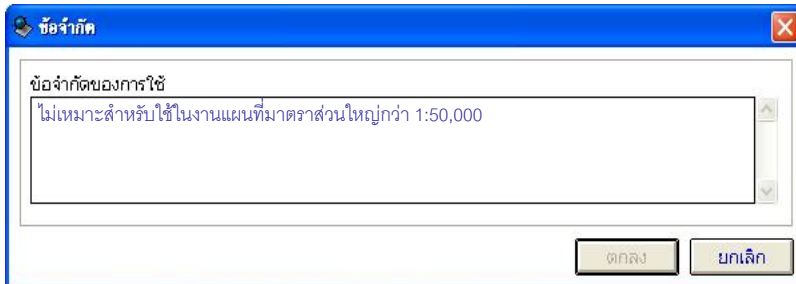 ข้อจำกัด
ข้อจำกัดของการใช้
ไม่เหมาะสำหรับใช้ในงานแผนที่มาตราส่วนใหญ่กว่า 1:50,000
ตกลง
ยกเลิก